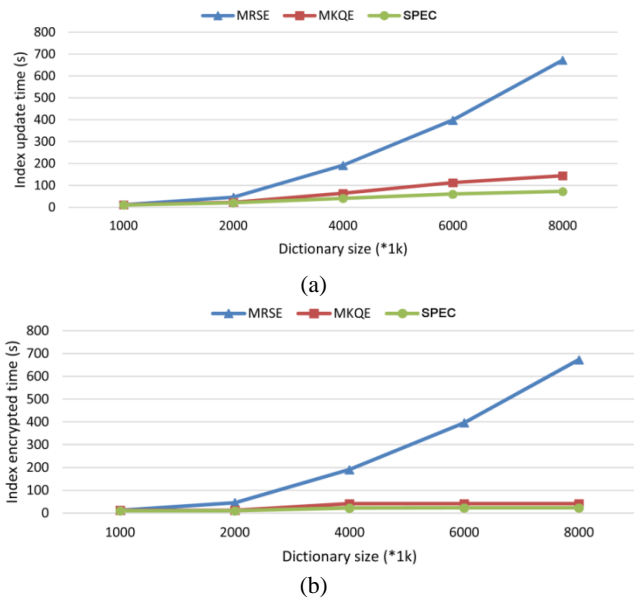 MRSE MKQE SPEC
800
700
600
500
400
300
200
100
0
Index update time (s)
1000 2000 4000 6000 8000
Dictionary size (*1k)
(a)
MRSE MKQE SPEC
800
700
600
500
400
300
200
100
0
Index encrypted time (s)
1000 2000 4000 6000 8000
Dictionary size (*1k)
(b)